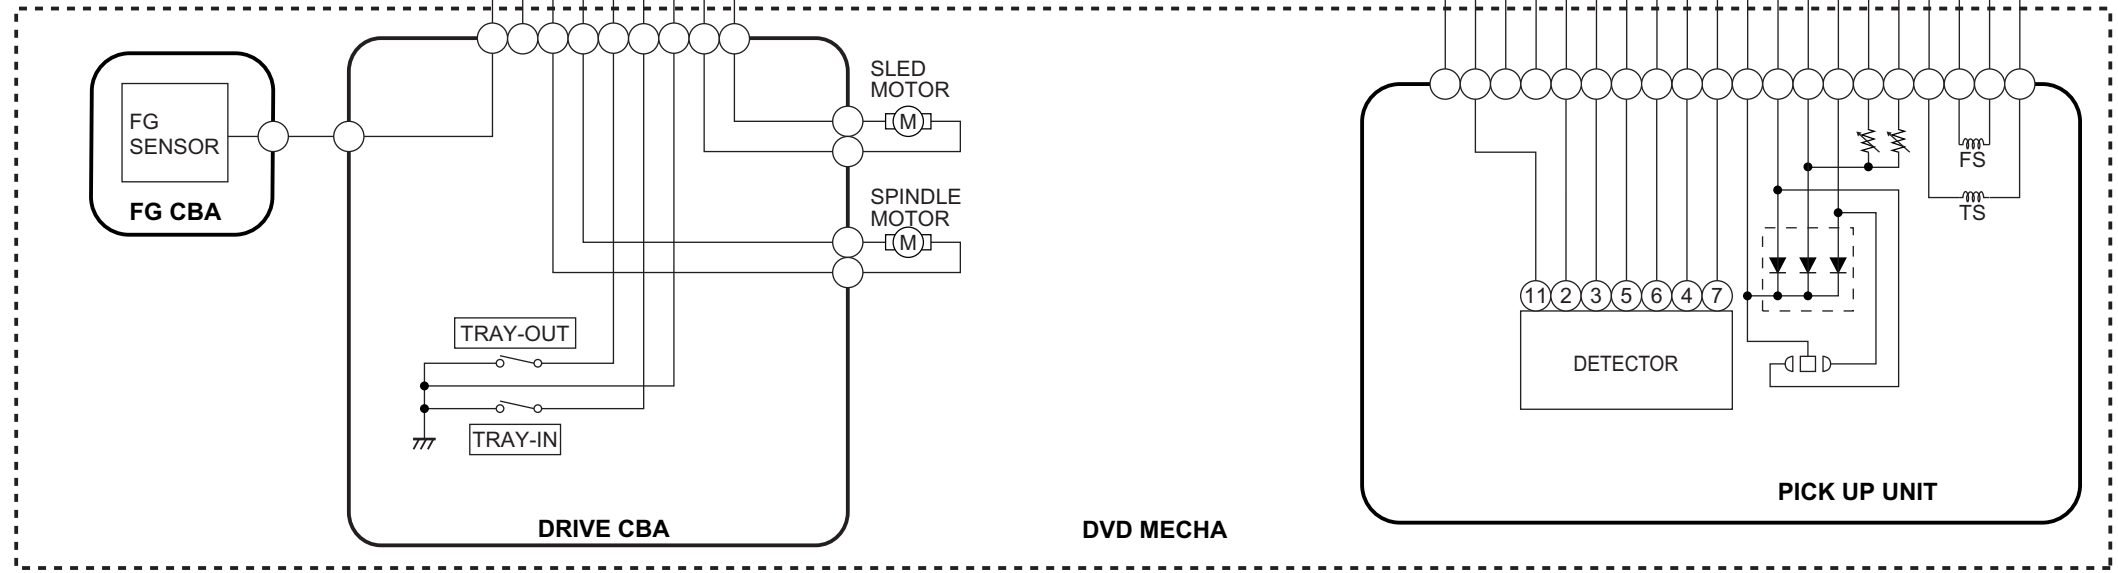 FG
SENSOR
FG CBA
SLED
MOTOR
M
SPINDLE
MOTOR
M
TRAY-OUT
TRAY-IN
DRIVE CBA
DVD MECHA
FS
TS
11 2 3 5 6 4 7
DETECTOR
PICK UP UNIT